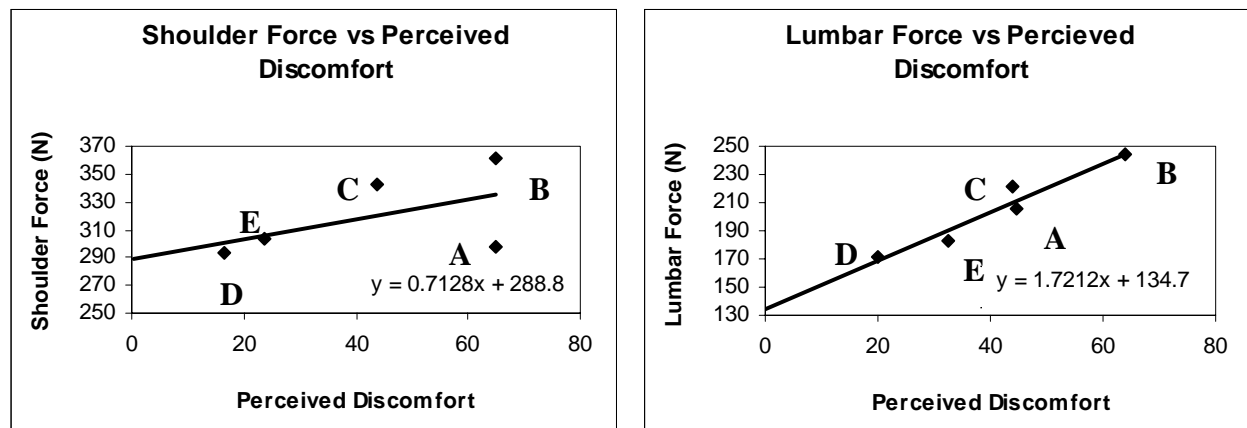 Shoulder Force vs Perceived
Discomfort
Shoulder Force (N)
370
350
330
310
290
270
250
C
B
E
A
D
y = 0.7128x + 288.8
0 20 40 60 80
Perceived Discomfort
Lumbar Force vs Percieved
Discomfort
Lumbar Force (N)
250
230
210
190
170
150
130
C
B
A
D
E
y = 1.7212x + 134.7
0 20 40 60 80
Perceived Discomfort